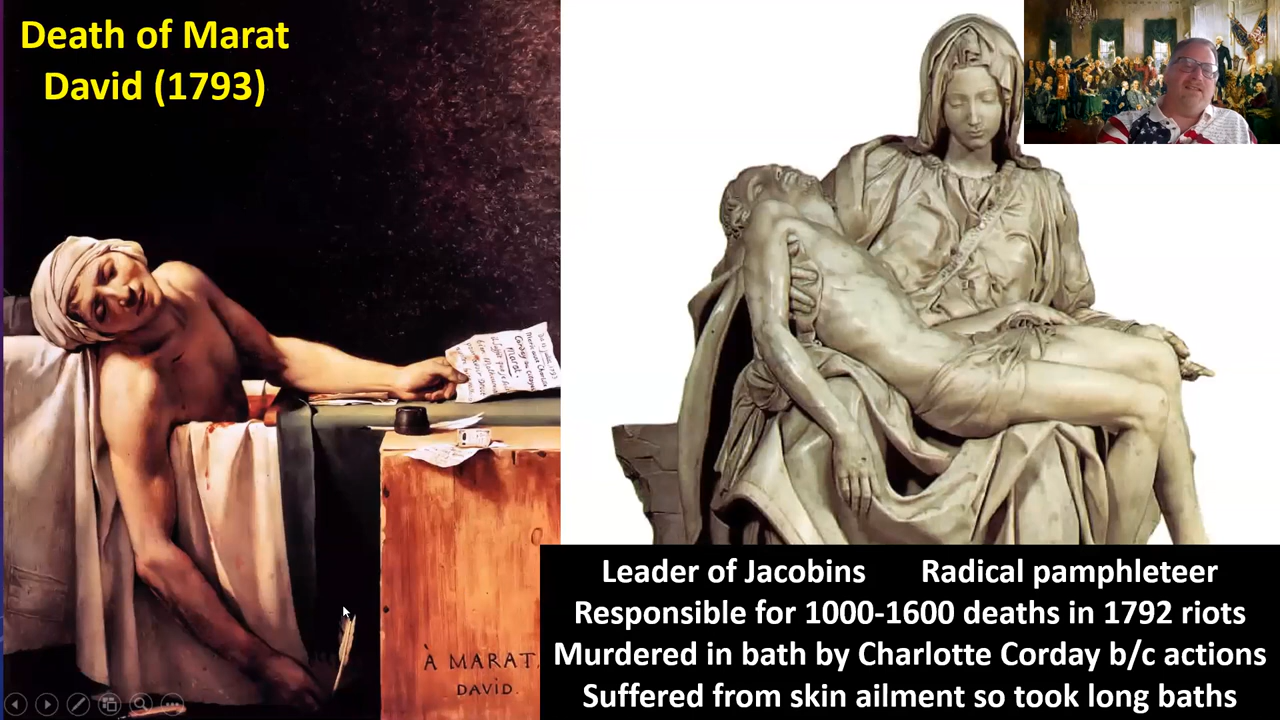 Death of Marat
David (1793)
À MARAT.
DAVID.
Leader of Jacobins Radical pamphleteer
Responsible for 1000-1600 deaths in 1792 riots
Murdered in bath by Charlotte Corday b/c actions
Suffered from skin ailment so took long baths